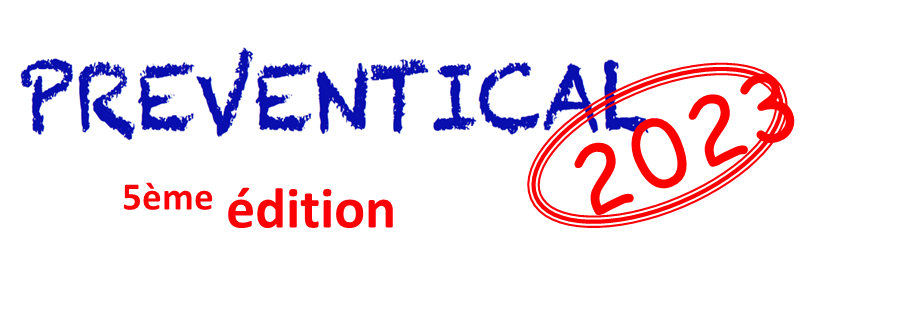 PREVENTICAL
2023
5ème édition